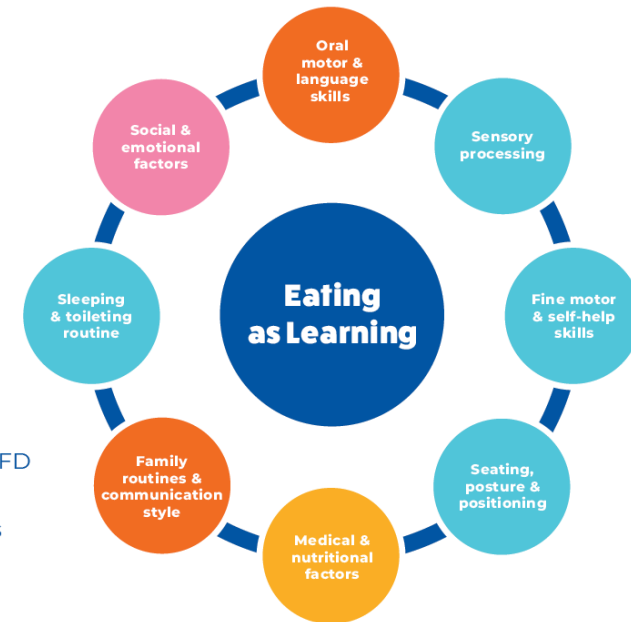 Oral
motor &
language
skills
Sensory
processing
Fine motor
& self-help
skills
Seating,
posture &
positioning
Medical &
nutritional
factors
Family
routines &
communication
style
Sleeping
& toileting
routine
Social &
emotional
factors
Eating
as Learning
FD
s